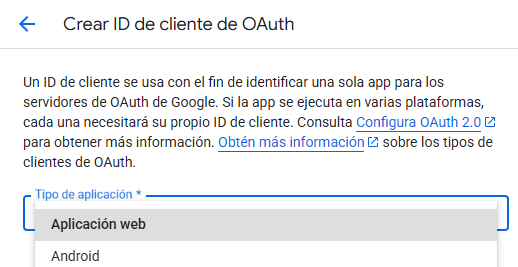 Crear ID de cliente de OAuth
Un ID de cliente se usa con el fin de identificar una sola app para los
servidores de OAuth de Google. Si la app se ejecuta en varias plataformas,
cada una necesitará su propio ID de cliente. Consulta Configura OAuth 2.0
para obtener más información. Obtén más información sobre los tipos de
clientes de OAuth.
Tipo de aplicación *
Aplicación web
Android